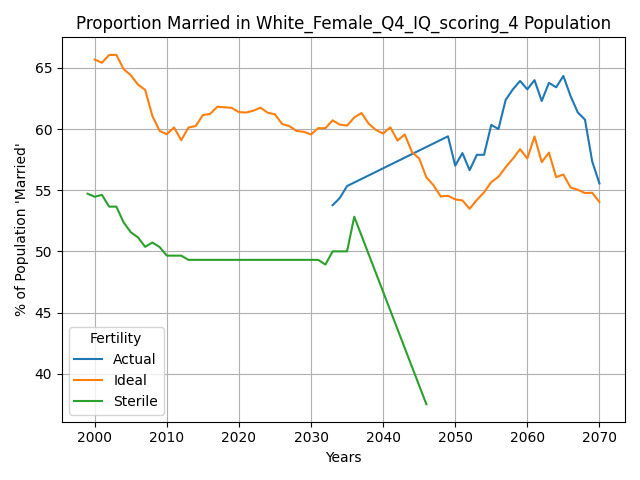 Proportion Married in White_Female_Q4_IQ_scoring_4 Population
% of Population 'Married'
65
60
55
50
45
40
Fertility
Actual
Ideal
Sterile
2000 2010 2020 2030 2040 2050 2060 2070
Years